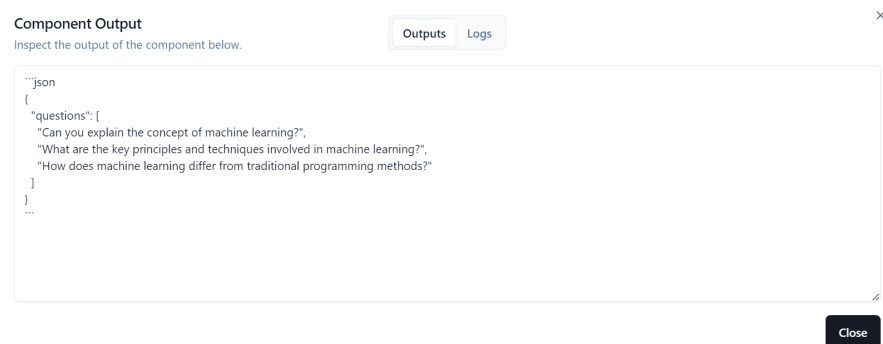 Component Output
Inspect the output of the component below.
Outputs
Logs
```json
{
  "questions": [
    "Can you explain the concept of machine learning?",
    "What are the key principles and techniques involved in machine learning?",
    "How does machine learning differ from traditional programming methods?"
  ]
}
```
Close